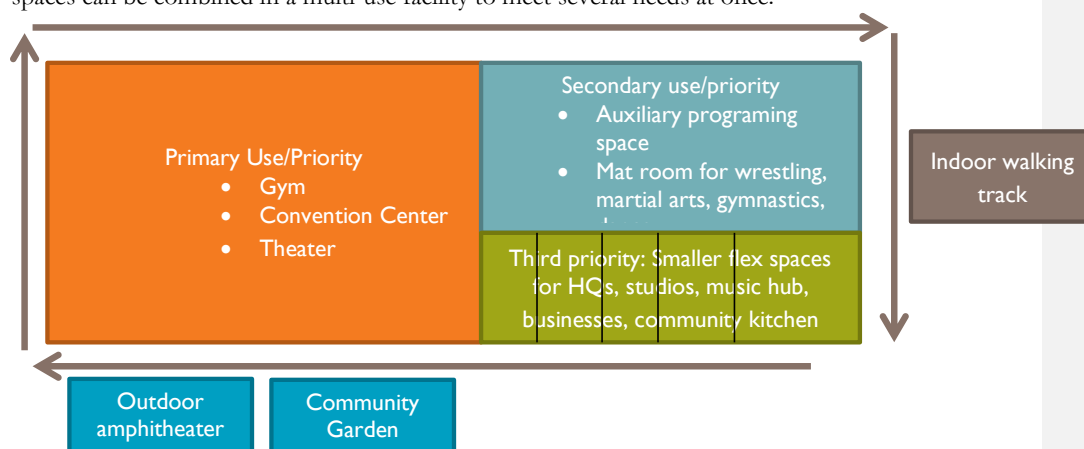 spaces can be combined in a multi-use facility to meet several needs at once.
Primary Use/Priority
• Gym
• Convention Center
• Theater
Secondary use/priority
• Auxiliary programing
space
• Mat room for wrestling,
martial arts, gymnastics,
Third priority: Smaller flex spaces
for HQs, studios, music hub,
businesses, community kitchen
Indoor walking
track
Outdoor
amphitheater
Community
Garden